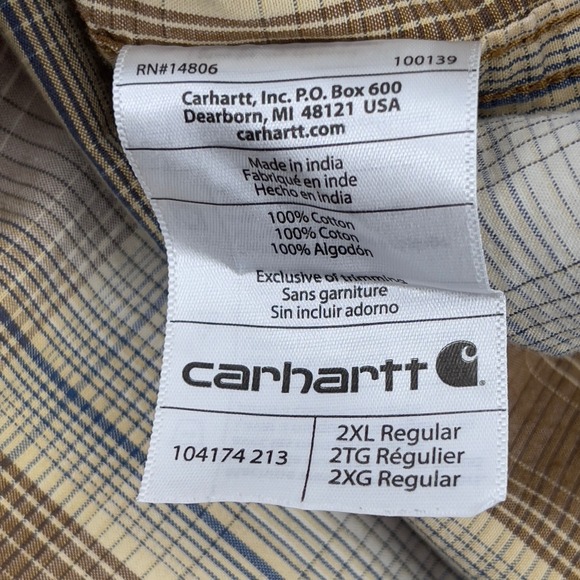 RN#14806 100139
Carhartt, Inc. P.O. Box 600
Dearborn, MI 48121 USA
carhartt.com
Made in india
Fabriqué en inde
Hecho en india
100% Cotton
100% Coton
100% Algodón
Exclusive of trimming
Sans garniture
Sin incluir adorno
carhartt
104174 213
2XL Regular
2TG Régulier
2XG Regular